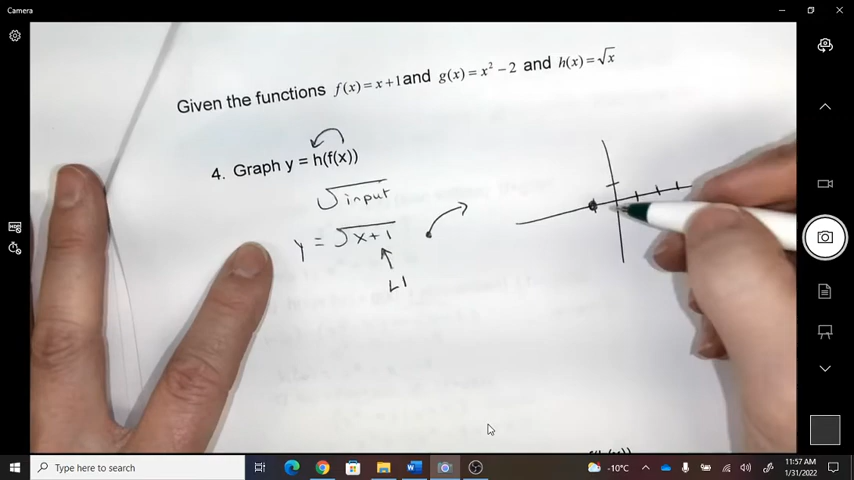 Camera
Given the functions f(x) = x+1 and g(x) = x² − 2 and h(x) = √x
4. Graph y = h(f(x))
√input
y = √x+1
L1
Type here to search
-10°C
11:57 AM
1/31/2022